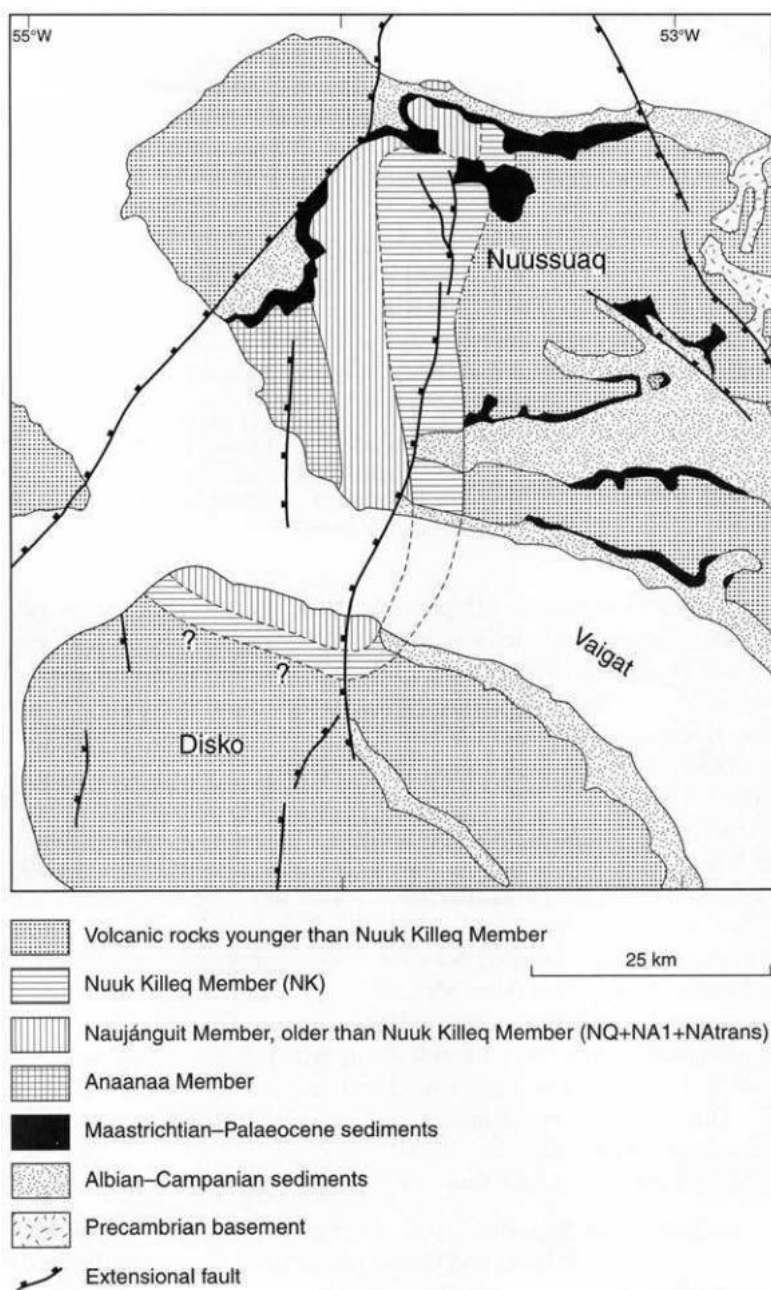 55°W
53°W
Nuussuaq
Vaigat
?
?
Disko
Volcanic rocks younger than Nuuk Killeq Member
25 km
Nuuk Killeq Member (NK)
Naujánguit Member, older than Nuuk Killeq Member (NQ+NA1+NAtrans)
Anaanaa Member
Maastrichtian–Palaeocene sediments
Albian–Campanian sediments
Precambrian basement
Extensional fault